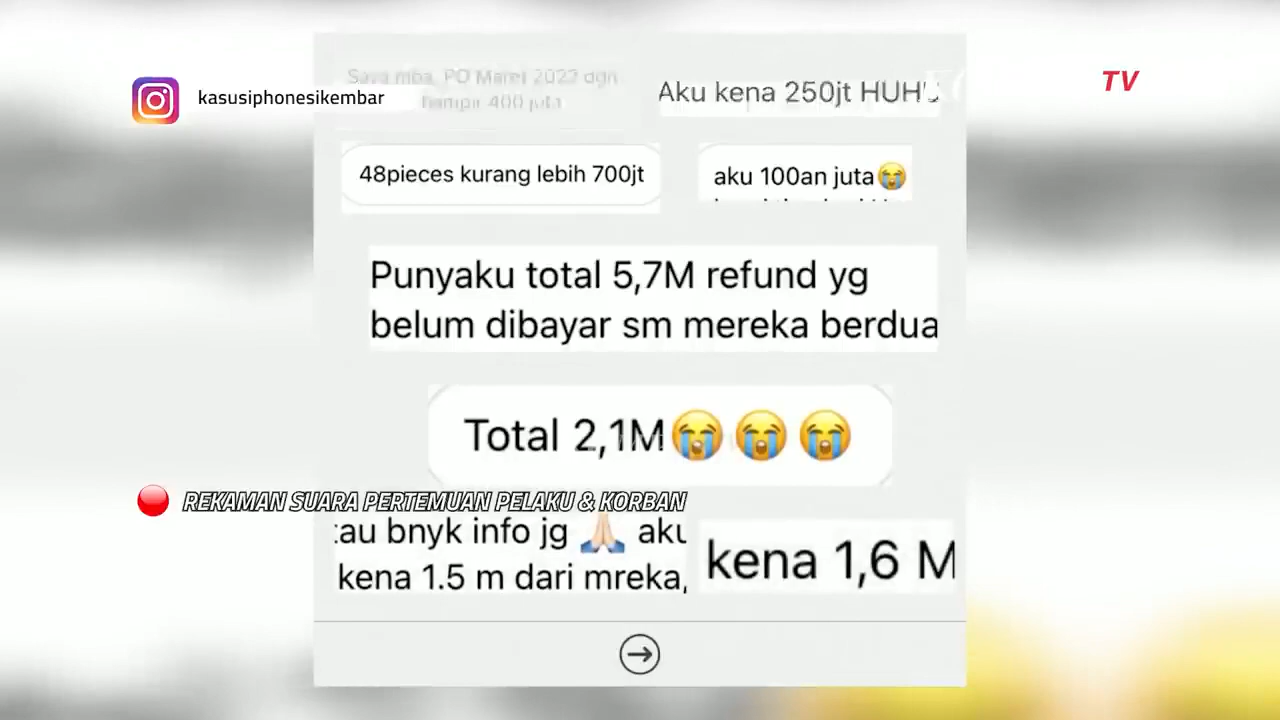 kasusiphonesikembar
TV
Saya mba, PO Maret 2022 dgn
hampir 400 juta
Aku kena 250jt HUHU
48pieces kurang lebih 700jt
aku 100an juta😭
Punyaku total 5,7M refund yg
belum dibayar sm mereka berdua
Total 2,1M😭😭😭
REKAMAN SUARA PERTEMUAN PELAKU & KORBAN
tau bnyk info jg 🙏🏻 aku
kena 1.5 m dari mreka,
kena 1,6 M